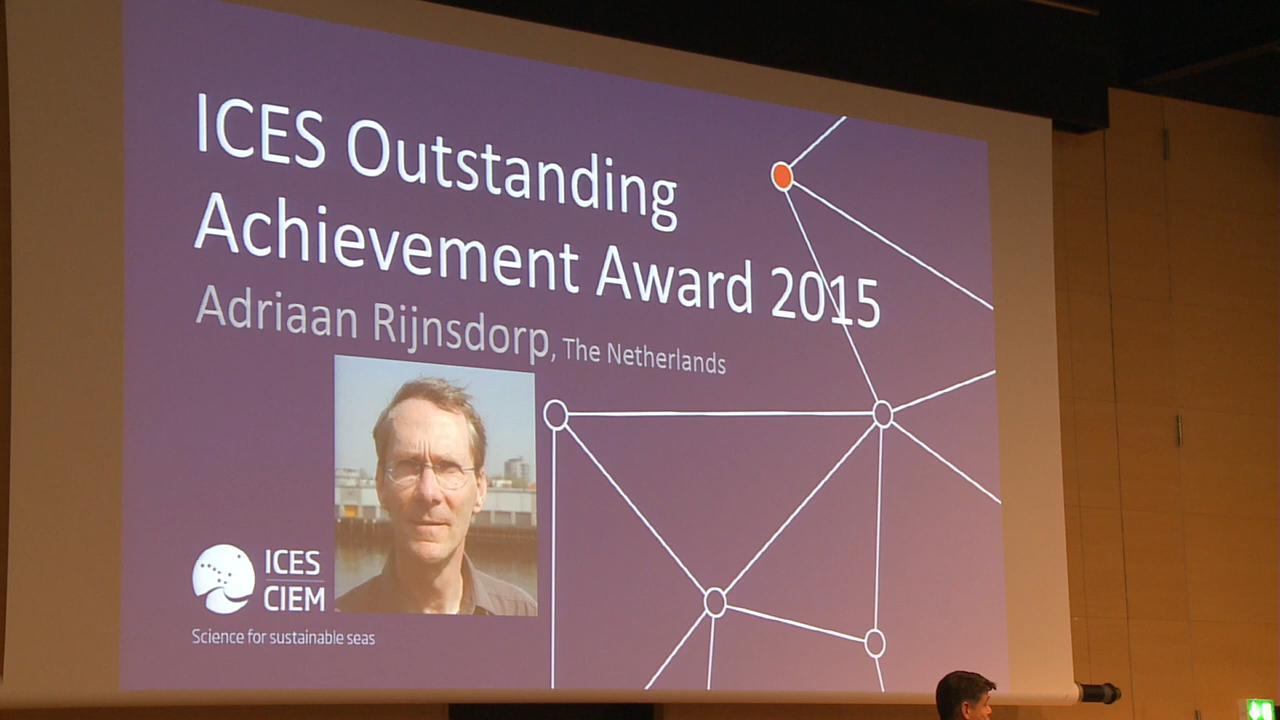 ICES Outstanding
Achievement Award 2015
Adriaan Rijnsdorp, The Netherlands
ICES
CIEM
Science for sustainable seas